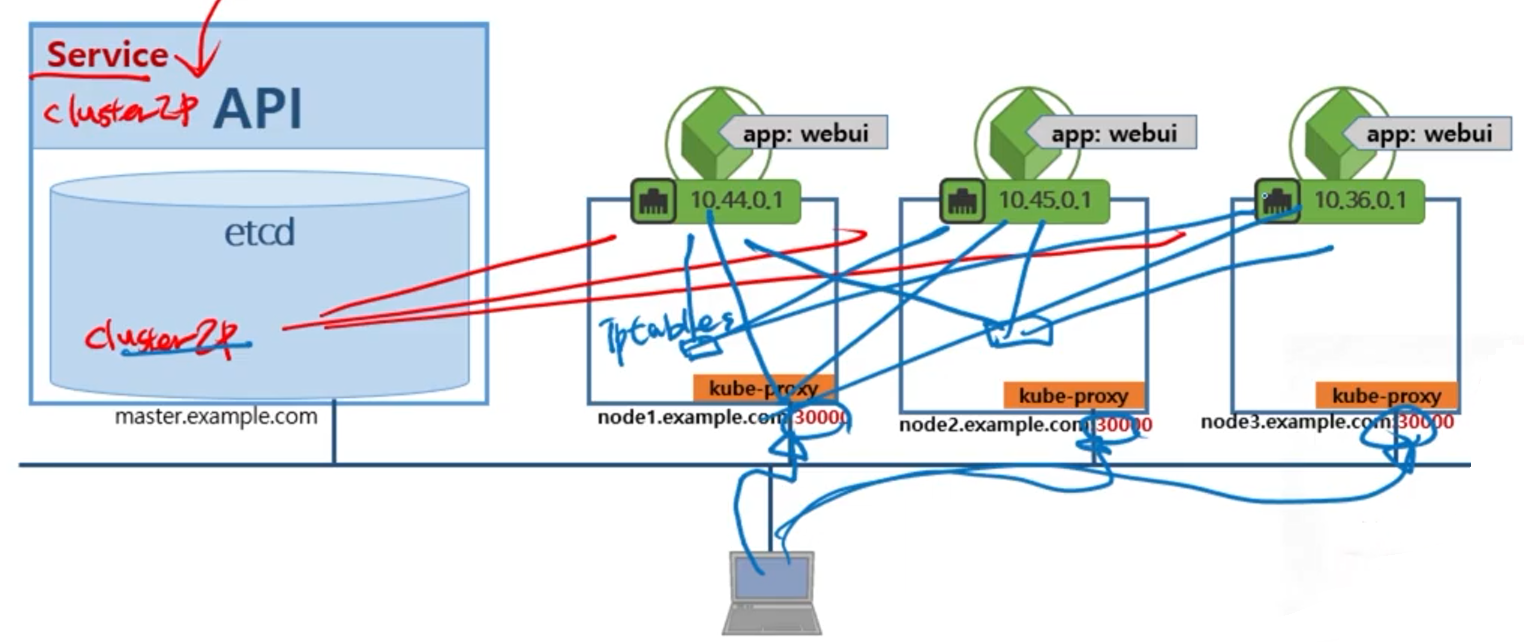 Service
clusterIP API
etcd
clusterIP
master.example.com
app: webui
10.44.0.1
iptables
kube-proxy
node1.example.com:30000
app: webui
10.45.0.1
kube-proxy
node2.example.com:30000
app: webui
10.36.0.1
kube-proxy
node3.example.com:30000